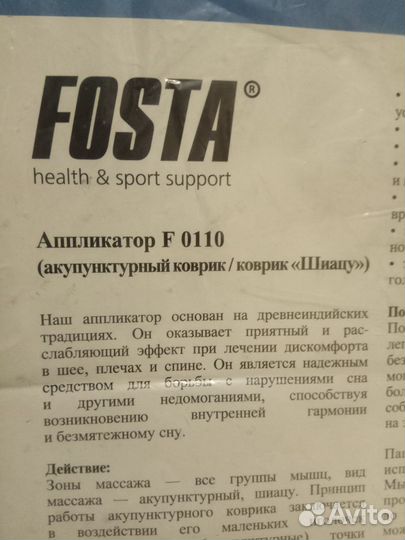 FOSTA®
health & sport support
Аппликатор F 0110
(акупунктурный коврик / коврик «Шиацу»)
Наш аппликатор основан на древнеиндийских
традициях. Он оказывает приятный и рас-
слабляющий эффект при лечении дискомфорта
в шее, плечах и спине. Он является надежным
средством для борьбы с нарушениями сна
и другими недомоганиями, способствуя
возникновению внутренней гармонии
и безмятежному сну.
Действие:
Зоны массажа — все группы мышц, вид
массажа — акупунктурный, шиацу. Принцип
работы акупунктурного коврика заключается
в воздействии его маленьких
точки
Avito